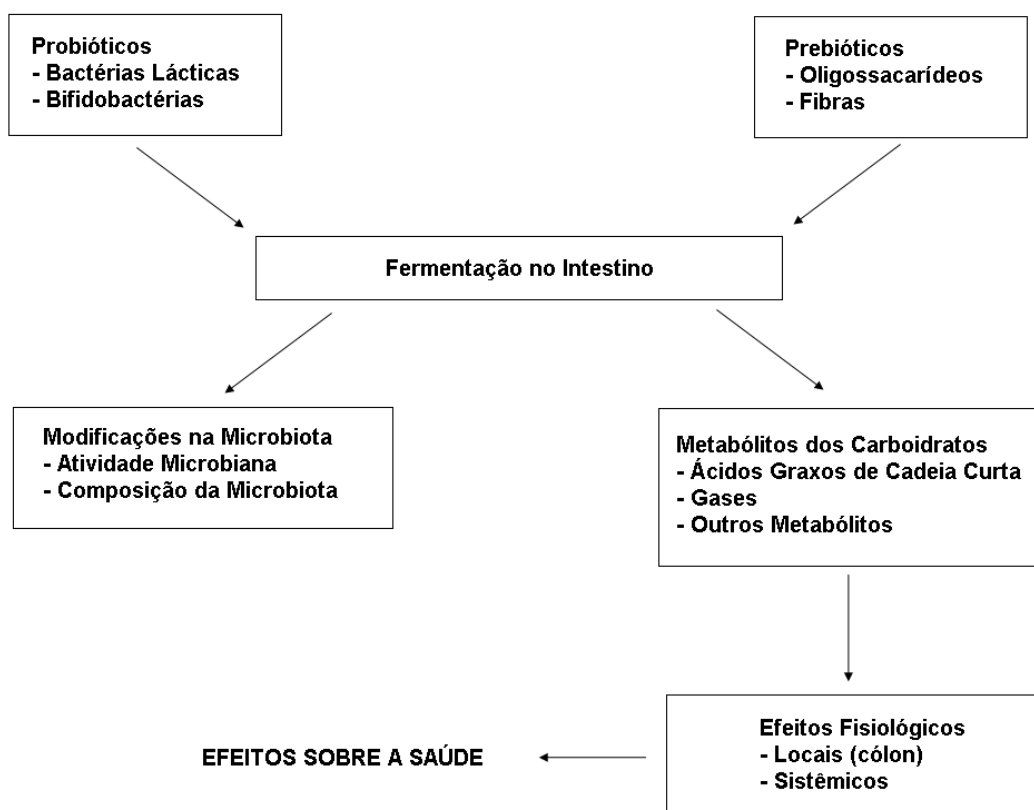 Probióticos
- Bactérias Lácticas
- Bifidobactérias
Prebióticos
- Oligossacarídeos
- Fibras
Fermentação no Intestino
Modificações na Microbiota
- Atividade Microbiana
- Composição da Microbiota
Metabólitos dos Carboidratos
- Ácidos Graxos de Cadeia Curta
- Gases
- Outros Metabólitos
Efeitos Fisiológicos
- Locais (cólon)
- Sistêmicos
EFEITOS SOBRE A SAÚDE